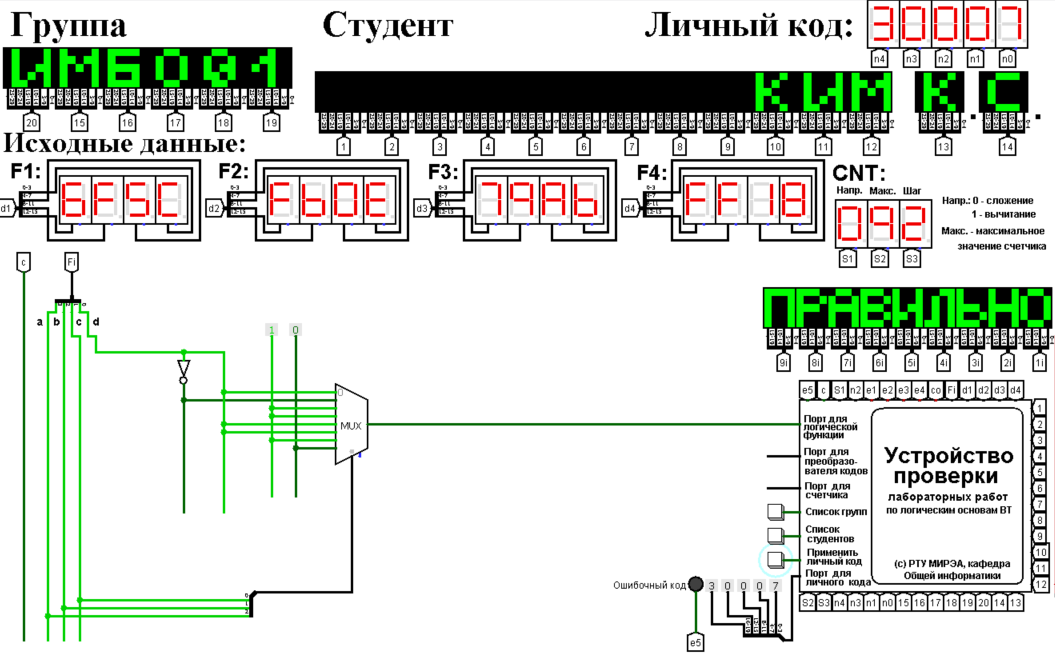 Группа
Студент
Личный код:
30007
n4 n3 n2 n1 n0
ИМБО01
КИМ К. С.
20 15 16 17 18 19
1 2 3 4 5 6 7 8 9 10 11 12 13 14
Исходные данные:
F1: F2: F3: F4: CNT:
Напр. Макс. Шаг
d1 6F5C
d2 Fb0E
d3 79Ab
d4 FF18
092
S1 S2 S3
Напр.: 0 - сложение
1 - вычитание
Макс. - максимальное
значение счетчика
c Fi
a b c d
1 0
0
MUX
ПРАВИЛЬНО
9i 8i 7i 6i 5i 4i 3i 2i 1i
e5 c S1 n2 e1 e2 e3 e4 co Fi d1 d2 d3 d4
Порт для
логической
функции
Порт для
преобразо-
вателя кодов
Порт для
счетчика
Список групп
Список
студентов
Применить
личный код
Порт для
личного кода
Устройство
проверки
лабораторных работ
по логическим основам ВТ
(с) РТУ МИРЭА, кафедра
Общей информатики
1
2
3
4
5
6
7
8
9
10
11
12
S2 S3 n4 n3 n1 n0 15 16 17 18 19 20 14 13
Ошибочный код
3 0 0 0 7
e5